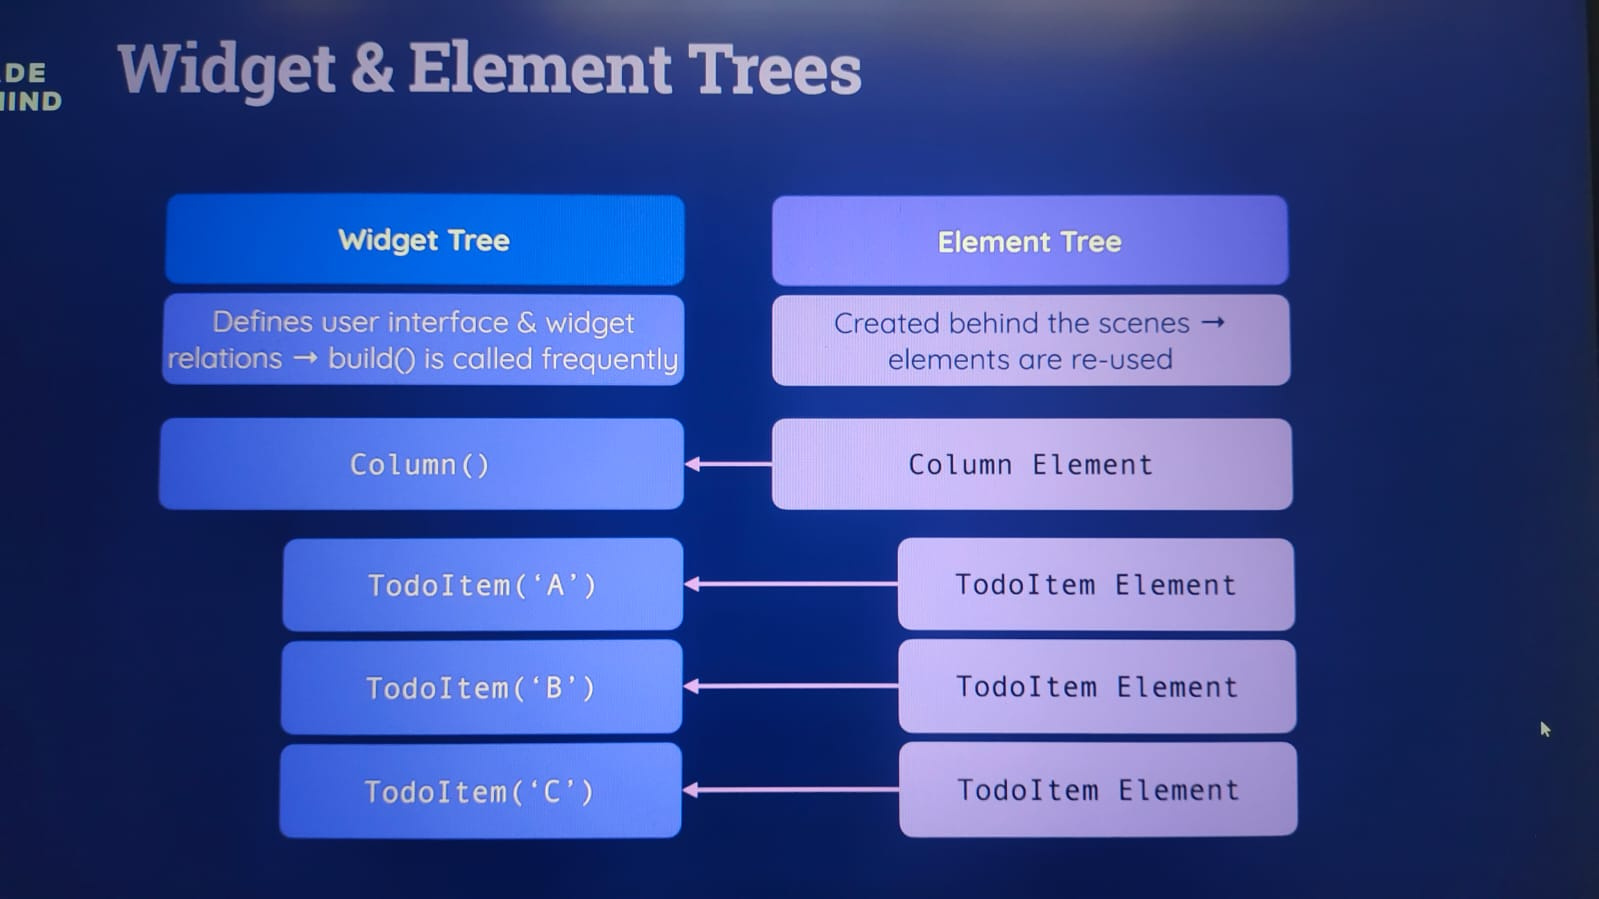 DE
IND
Widget & Element Trees
Widget Tree
Element Tree
Defines user interface & widget
relations → build() is called frequently
Created behind the scenes →
elements are re-used
Column()
Column Element
TodoItem(‘A’)
TodoItem Element
TodoItem(‘B’)
TodoItem Element
TodoItem(‘C’)
TodoItem Element